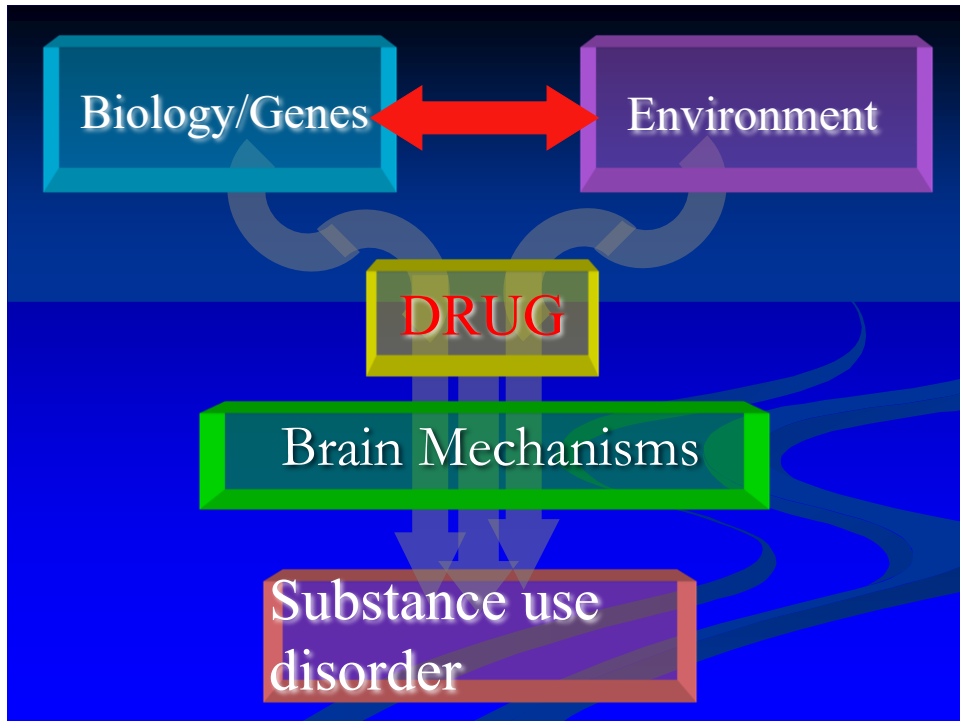 Biology/Genes
Environment
DRUG
Brain Mechanisms
Substance use
disorder